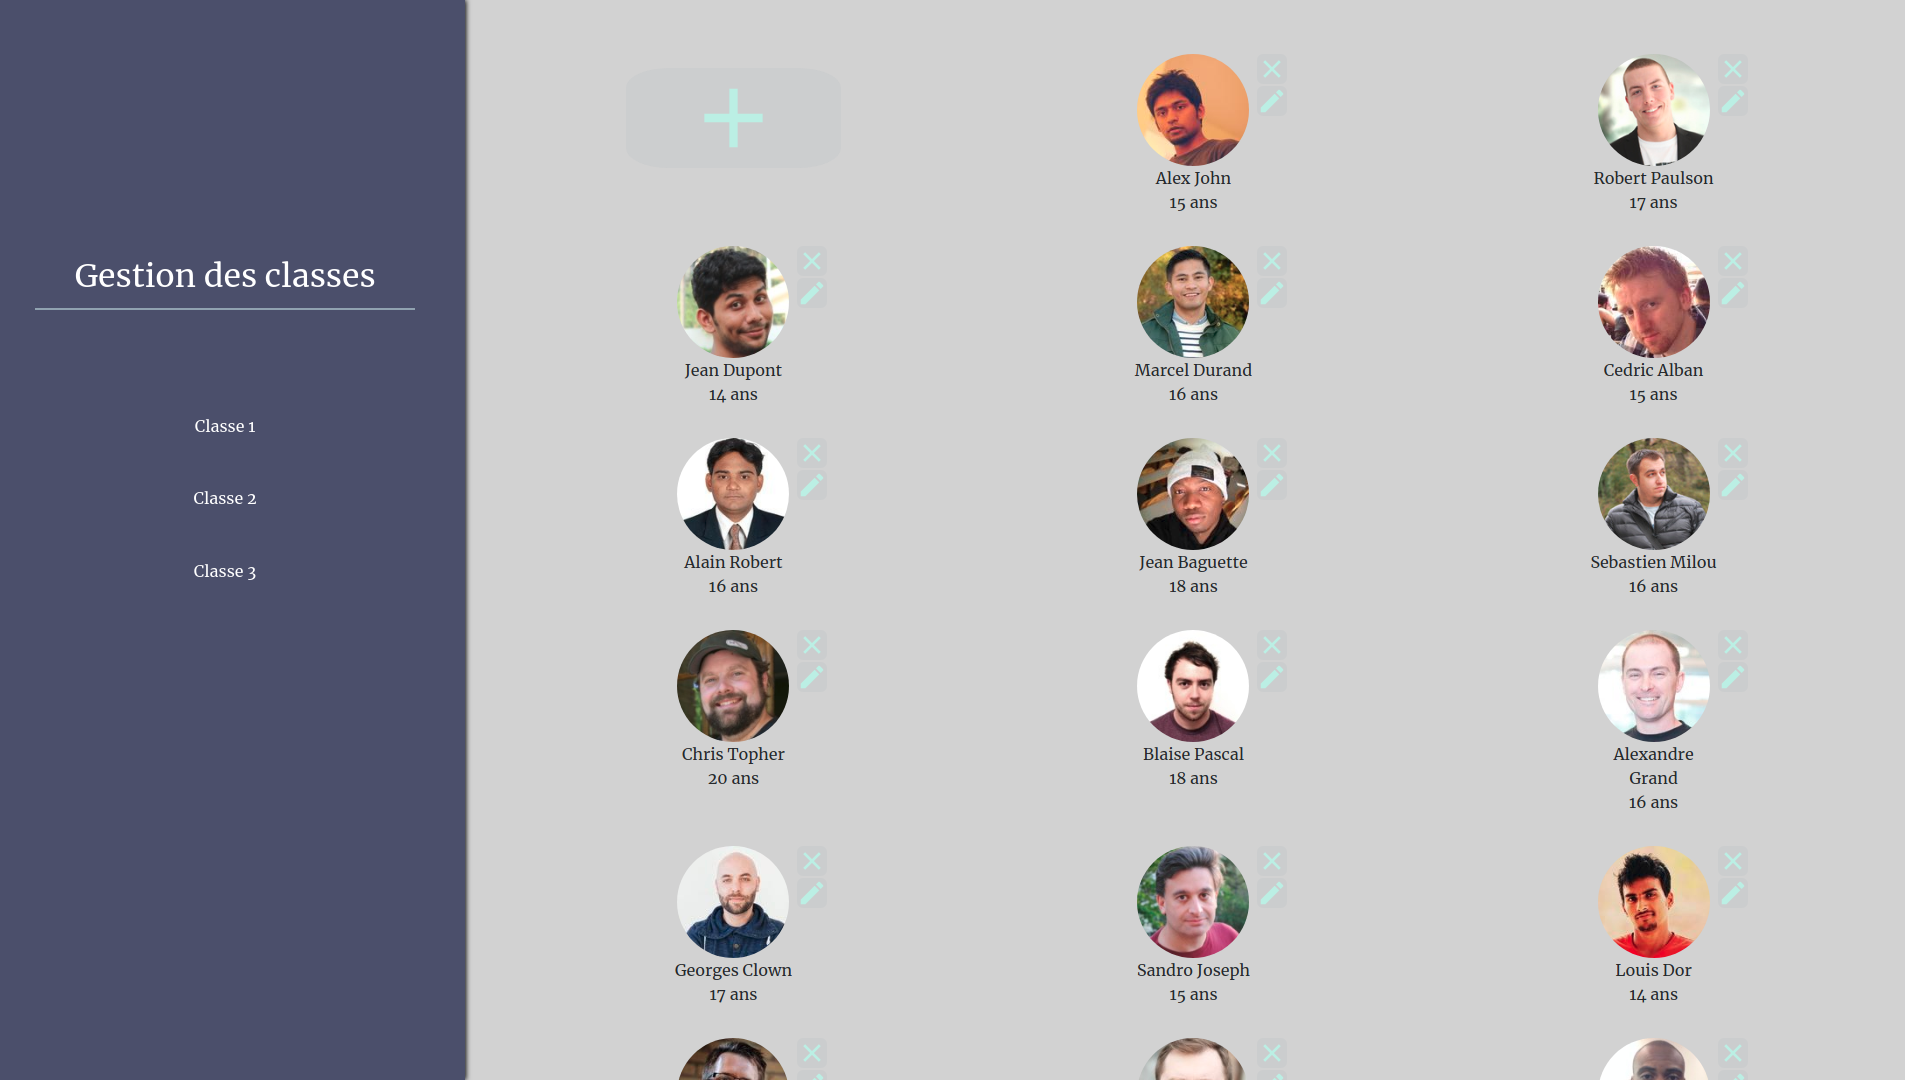 Gestion des classes
Classe 1
Classe 2
Classe 3
Alex John
15 ans
Robert Paulson
17 ans
Jean Dupont
14 ans
Marcel Durand
16 ans
Cedric Alban
15 ans
Alain Robert
16 ans
Jean Baguette
18 ans
Sebastien Milou
16 ans
Chris Topher
20 ans
Blaise Pascal
18 ans
Alexandre
Grand
16 ans
Georges Clown
17 ans
Sandro Joseph
15 ans
Louis Dor
14 ans